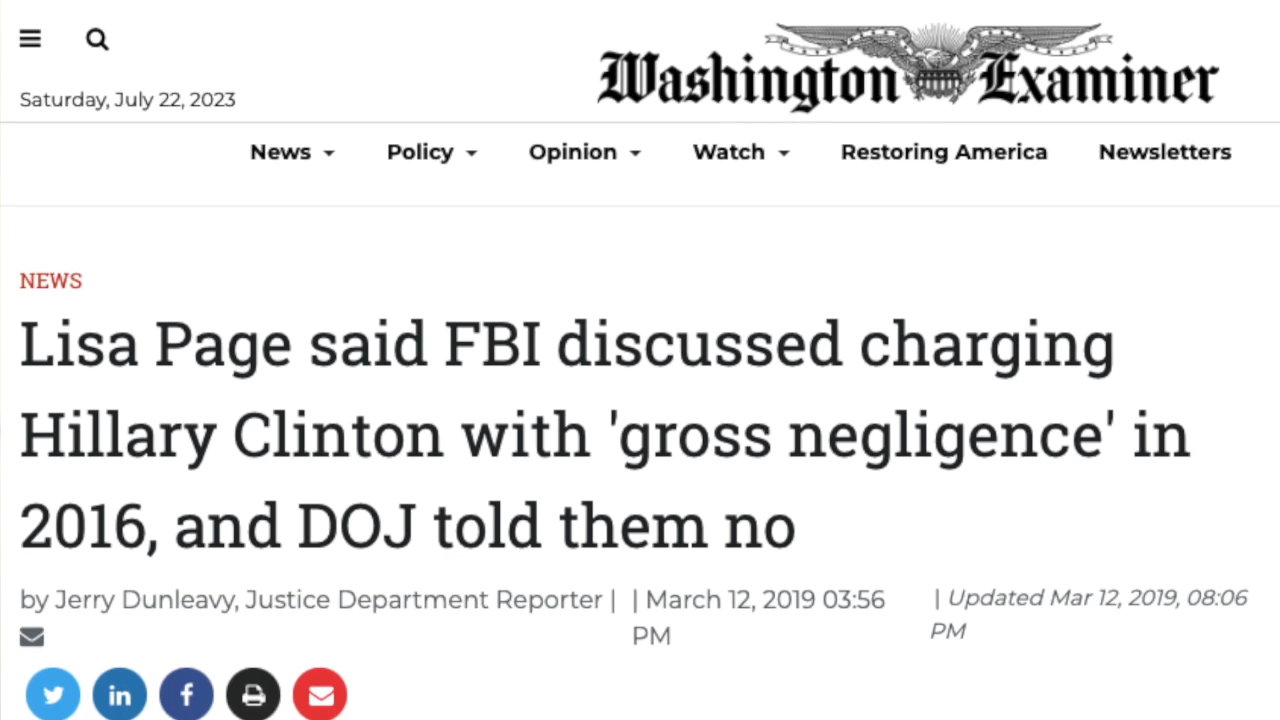 Washington Examiner
Saturday, July 22, 2023
News Policy Opinion Watch Restoring America Newsletters
NEWS
Lisa Page said FBI discussed charging
Hillary Clinton with 'gross negligence' in
2016, and DOJ told them no
by Jerry Dunleavy, Justice Department Reporter | | March 12, 2019 03:56 PM | Updated Mar 12, 2019, 08:06 PM
in f